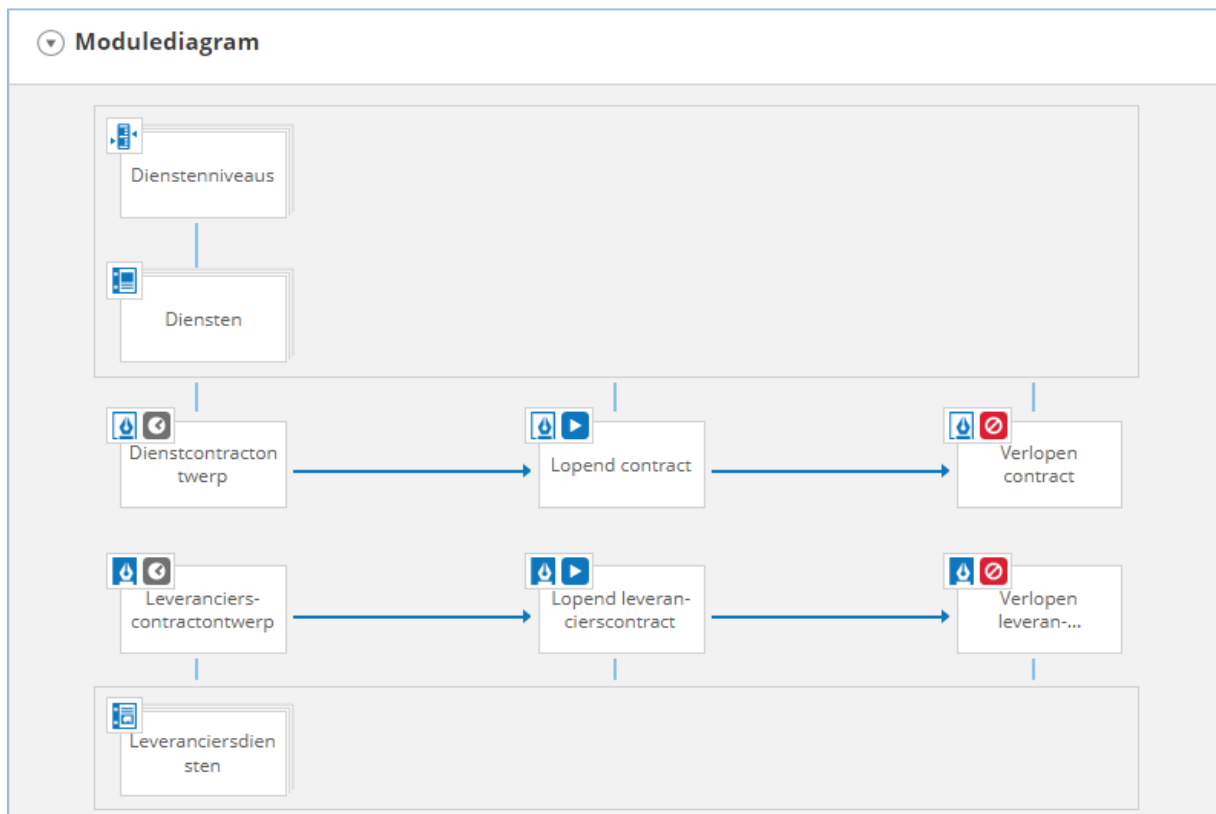 Modulediagram
Dienstenniveaus
Diensten
Dienstcontracton
twerp
Lopend contract
Verlopen
contract
Leveranciers-
contractontwerp
Lopend leveran-
cierscontract
Verlopen
leveran-...
Leveranciersdien
sten